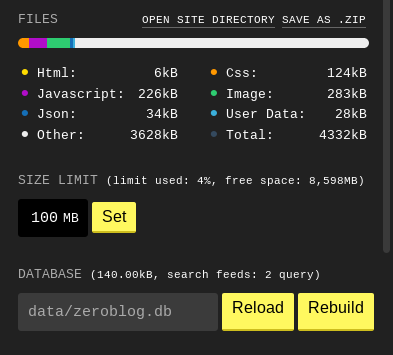 FILES OPEN SITE DIRECTORY SAVE AS .ZIP
Html: 6kB Css: 124kB
Javascript: 226kB Image: 283kB
Json: 34kB User Data: 28kB
Other: 3628kB Total: 4332kB
SIZE LIMIT (limit used: 4%, free space: 8,598MB)
100 MB Set
DATABASE (140.00kB, search feeds: 2 query)
data/zeroblog.db Reload Rebuild